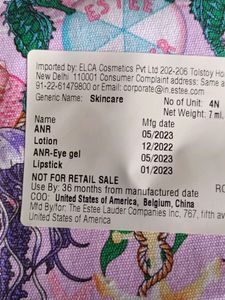 ESTEE
Imported by: ELCA Cosmetics Pvt Ltd 202-206 Tolstoy Ho
New Delhi 110001 Consumer Complaint address: Same a
91-22-61479800 or Email: corporate@in.estee.com
Generic Name: Skincare
No of Unit: 4N
Net Weight: 7 ml.
Name
Mfg date
ANR
05/2023
Lotion
12/2022
ANR-Eye gel
05/2023
Lipstick
01/2023
NOT FOR RETAIL SALE
Use By: 36 months from manufactured date
RO
COO: United States of America, Belgium, China
Mfg By/for: The Estee Lauder Companies Inc, 767, fifth av
United States of America